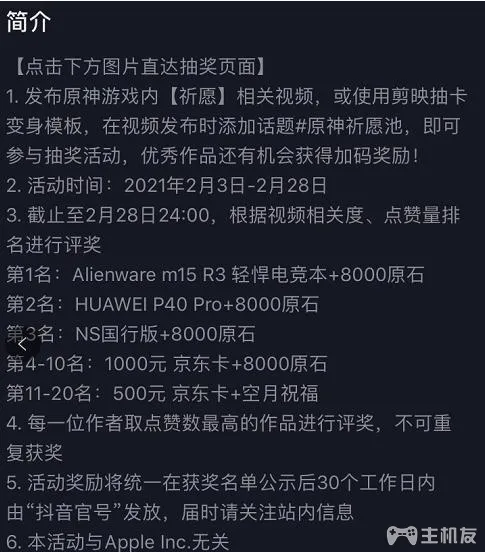 简介
【点击下方图片直达抽奖页面】
1. 发布原神游戏内【祈愿】相关视频，或使用剪映抽卡
变身模板，在视频发布时添加话题#原神祈愿池，即可
参与抽奖活动，优秀作品还有机会获得加码奖励！
2. 活动时间：2021年2月3日-2月28日
3. 截止至2月28日24:00，根据视频相关度、点赞量排
名进行评奖
第1名：Alienware m15 R3 轻悍电竞本+8000原石
第2名：HUAWEI P40 Pro+8000原石
第3名：NS国行版+8000原石
第4-10名：1000元 京东卡+8000原石
第11-20名：500元 京东卡+空月祝福
4. 每一位作者取点赞数最高的作品进行评奖，不可重
复获奖
5. 活动奖励将统一在获奖名单公示后30个工作日内
由“抖音官号”发放，届时请关注站内信息
6. 本活动与Apple Inc.无关
主机友